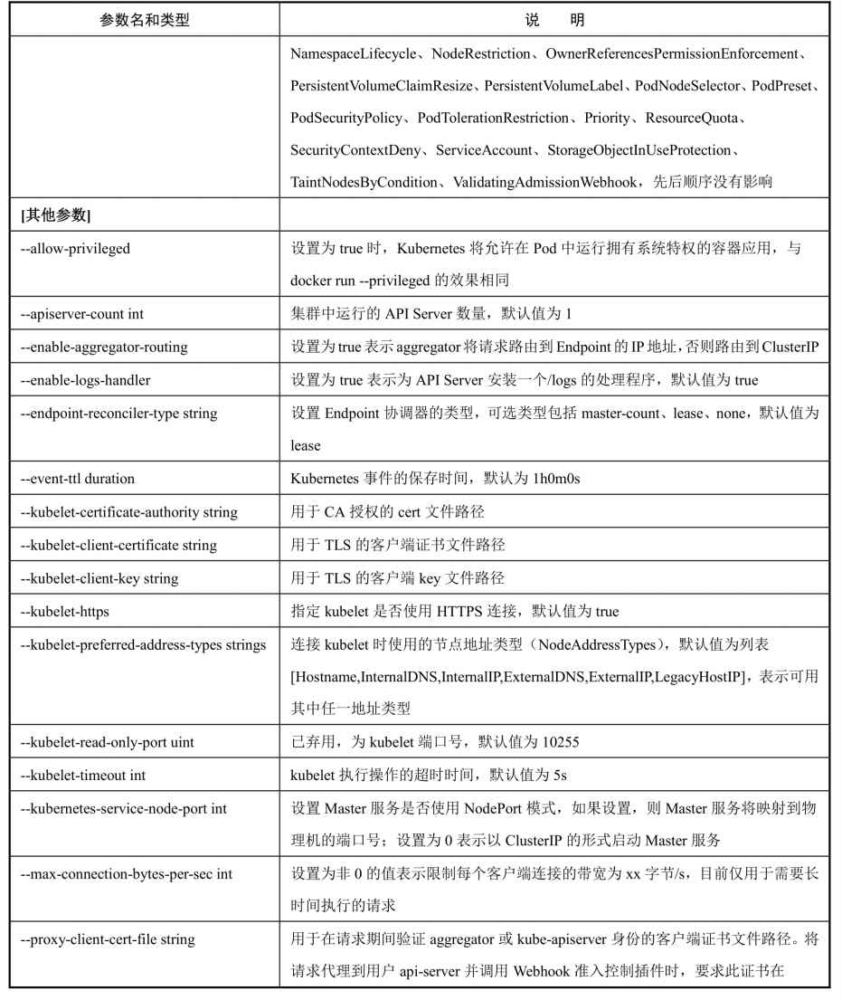 参数名和类型 说 明
NamespaceLifecycle、NodeRestriction、OwnerReferencesPermissionEnforcement、
PersistentVolumeClaimResize、PersistentVolumeLabel、PodNodeSelector、PodPreset、
PodSecurityPolicy、PodTolerationRestriction、Priority、ResourceQuota、
SecurityContextDeny、ServiceAccount、StorageObjectInUseProtection、
TaintNodesByCondition、ValidatingAdmissionWebhook，先后顺序没有影响
[其他参数]
--allow-privileged 设置为 true 时，Kubernetes 将允许在 Pod 中运行拥有系统特权的容器应用，与
docker run --privileged 的效果相同
--apiserver-count int 集群中运行的 API Server 数量，默认值为 1
--enable-aggregator-routing 设置为 true 表示 aggregator 将请求路由到 Endpoint 的 IP 地址，否则路由到 ClusterIP
--enable-logs-handler 设置为 true 表示为 API Server 安装一个/logs 的处理程序，默认值为 true
--endpoint-reconciler-type string 设置 Endpoint 协调器的类型，可选类型包括 master-count、lease、none，默认值为
lease
--event-ttl duration Kubernetes 事件的保存时间，默认为 1h0m0s
--kubelet-certificate-authority string 用于 CA 授权的 cert 文件路径
--kubelet-client-certificate string 用于 TLS 的客户端证书文件路径
--kubelet-client-key string 用于 TLS 的客户端 key 文件路径
--kubelet-https 指定 kubelet 是否使用 HTTPS 连接，默认值为 true
--kubelet-preferred-address-types strings 连接 kubelet 时使用的节点地址类型（NodeAddressTypes），默认值为列表
[Hostname,InternalDNS,InternalIP,ExternalDNS,ExternalIP,LegacyHostIP]，表示可用
其中任一地址类型
--kubelet-read-only-port uint 已弃用，为 kubelet 端口号，默认值为 10255
--kubelet-timeout int kubelet 执行操作的超时时间，默认值为 5s
--kubernetes-service-node-port int 设置 Master 服务是否使用 NodePort 模式，如果设置，则 Master 服务将映射到物
理机的端口号；设置为 0 表示以 ClusterIP 的形式启动 Master 服务
--max-connection-bytes-per-sec int 设置为非 0 的值表示限制每个客户端连接的带宽为 xx 字节/s，目前仅用于需要长
时间执行的请求
--proxy-client-cert-file string 用于在请求期间验证 aggregator 或 kube-apiserver 身份的客户端证书文件路径。将
请求代理到用户 api-server 并调用 Webhook 准入控制插件时，要求此证书在